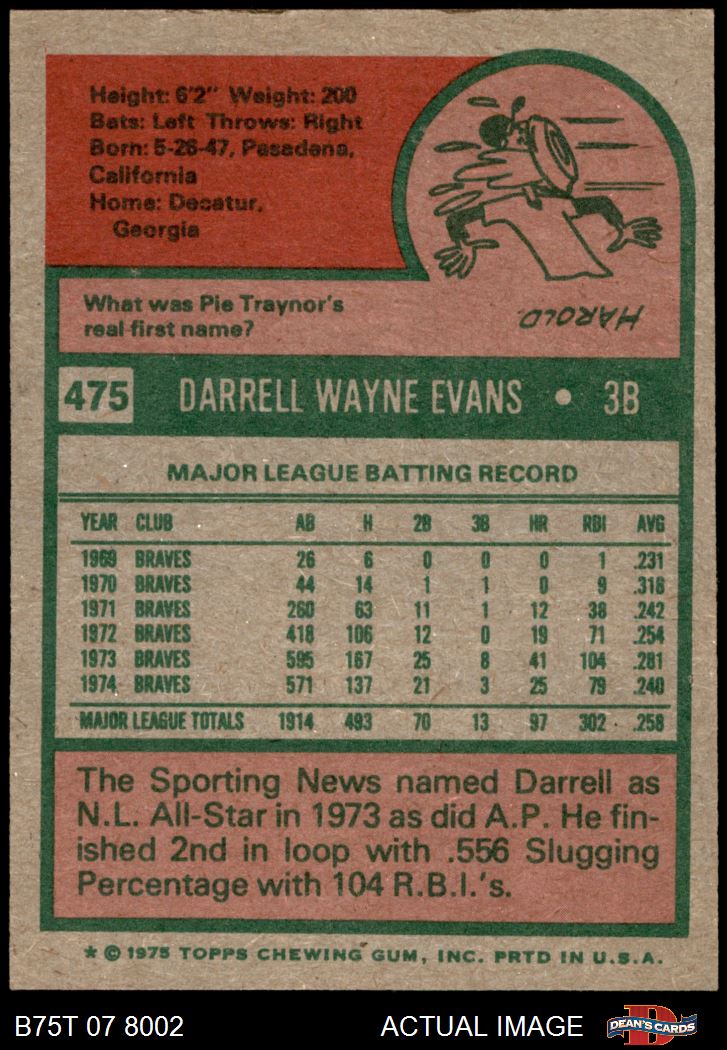 Height: 6'2" Weight: 200
Bats: Left Throws: Right
Born: 5-26-47, Pasadena,
California
Home: Decatur,
Georgia
What was Pie Traynor's
real first name?
HAROLD.
475 DARRELL WAYNE EVANS • 3B
MAJOR LEAGUE BATTING RECORD
YEAR CLUB AB H 2B 3B HR RBI AVG
1969 BRAVES 26 6 0 0 0 1 .231
1970 BRAVES 44 14 1 1 0 9 .318
1971 BRAVES 260 63 11 1 12 38 .242
1972 BRAVES 418 106 12 0 19 71 .254
1973 BRAVES 595 167 25 8 41 104 .281
1974 BRAVES 571 137 21 3 25 79 .240
MAJOR LEAGUE TOTALS 1914 493 70 13 97 302 .258
The Sporting News named Darrell as
N.L. All-Star in 1973 as did A.P. He fin-
ished 2nd in loop with .556 Slugging
Percentage with 104 R.B.I.'s.
* © 1975 TOPPS CHEWING GUM, INC. PRTD IN U.S.A.
B75T 07 8002 ACTUAL IMAGE DEAN'S CARDS